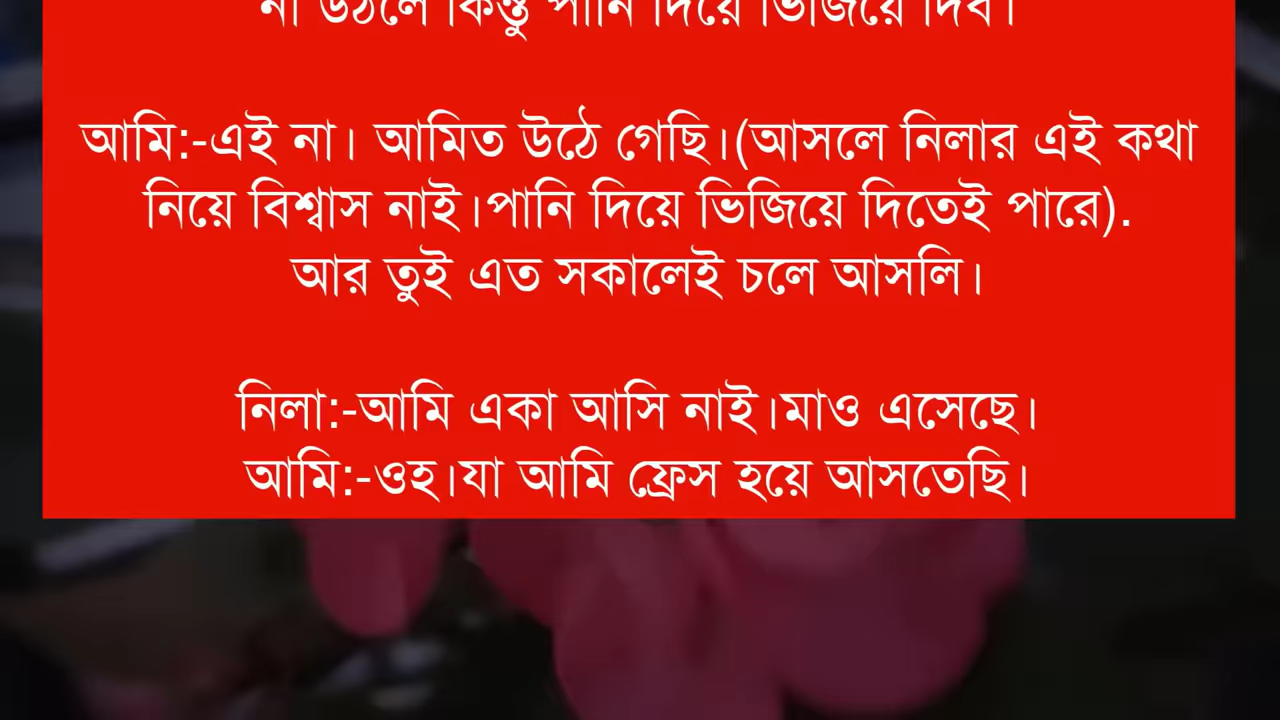 না উঠলে কিন্তু পানি দিয়ে ভিজিয়ে দিব।
আমি:-এই না। আমিত উঠে গেছি।(আসলে নিলার এই কথা
নিয়ে বিশ্বাস নাই।পানি দিয়ে ভিজিয়ে দিতেই পারে).
আর তুই এত সকালেই চলে আসলি।
নিলা:-আমি একা আসি নাই।মাও এসেছে।
আমি:-ওহ।যা আমি ফ্রেস হয়ে আসতেছি।